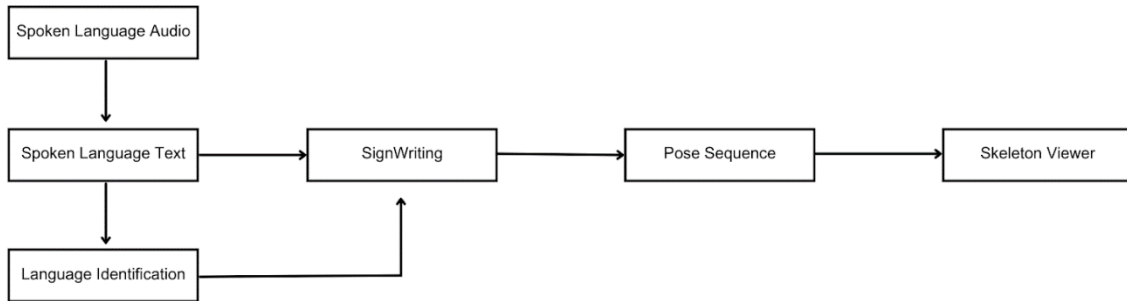 Spoken Language Audio
Spoken Language Text
SignWriting
Pose Sequence
Skeleton Viewer
Language Identification